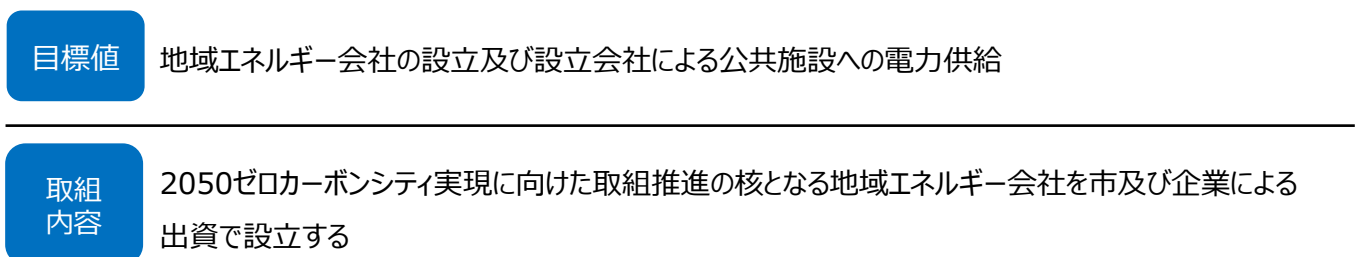 目標値
地域エネルギー会社の設立及び設立会社による公共施設への電力供給
取組
内容
2050ゼロカーボンシティ実現に向けた取組推進の核となる地域エネルギー会社を市及び企業による
出資で設立する